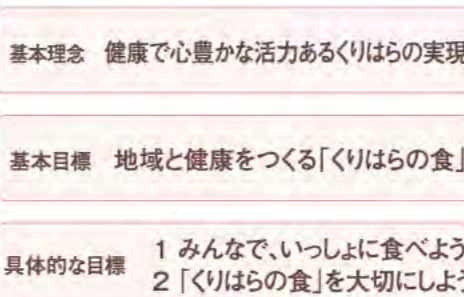 基本理念 健康で心豊かな活力あるくりはらの実現
基本目標 地域と健康をつくる「くりはらの食」
具体的な目標 1 みんなで、いっしょに食べよう
2 「くりはらの食」を大切にしよう